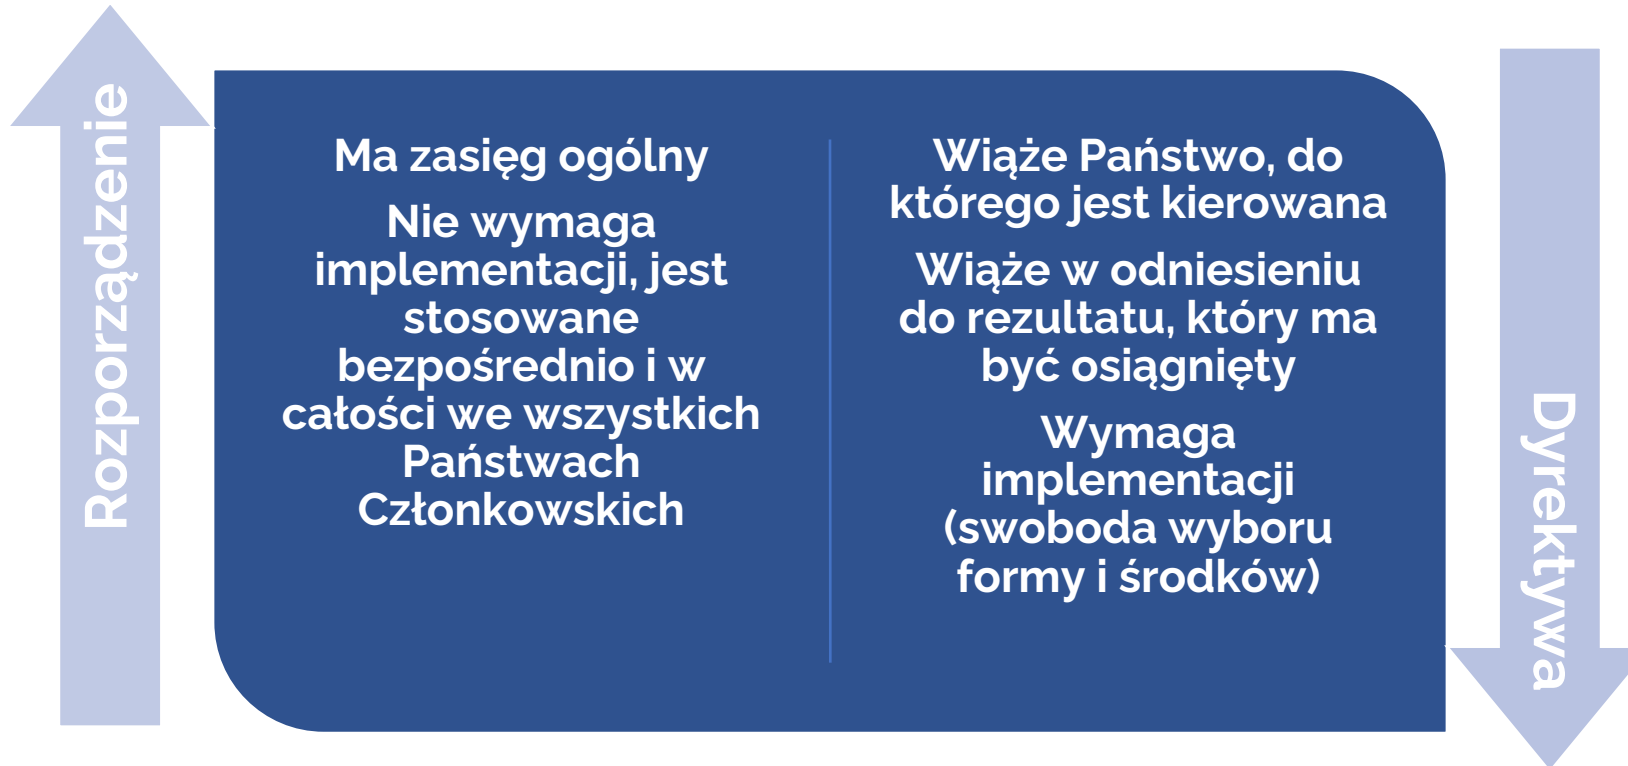 Rozporządzenie
Ma zasięg ogólny
Nie wymaga
implementacji, jest
stosowane
bezpośrednio i w
całości we wszystkich
Państwach
Członkowskich
Wiąże Państwo, do
którego jest kierowana
Wiąże w odniesieniu
do rezultatu, który ma
być osiągnięty
Wymaga
implementacji
(swoboda wyboru
formy i środków)
Dyrektywa